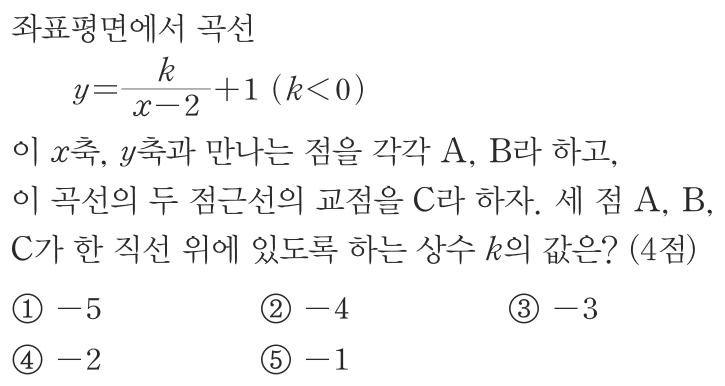 좌표평면에서 곡선
y=k/(x-2)+1 (k<0)
이 x축, y축과 만나는 점을 각각 A, B라 하고,
이 곡선의 두 점근선의 교점을 C라 하자. 세 점 A, B,
C가 한 직선 위에 있도록 하는 상수 k의 값은? (4점)
① -5 ② -4 ③ -3
④ -2 ⑤ -1